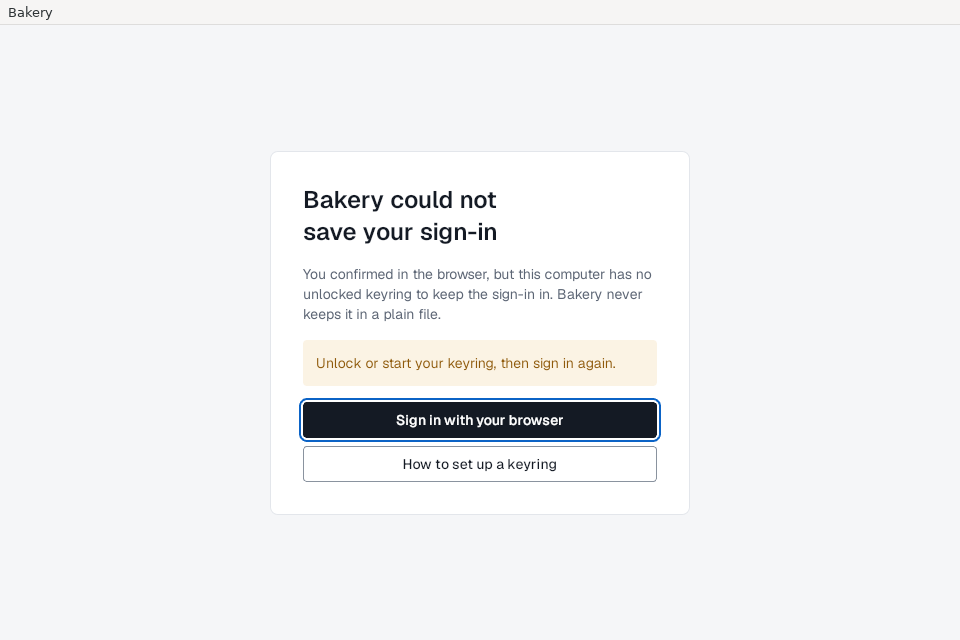 Bakery
Bakery could not
save your sign-in
You confirmed in the browser, but this computer has no
unlocked keyring to keep the sign-in in. Bakery never
keeps it in a plain file.
Unlock or start your keyring, then sign in again.
Sign in with your browser
How to set up a keyring